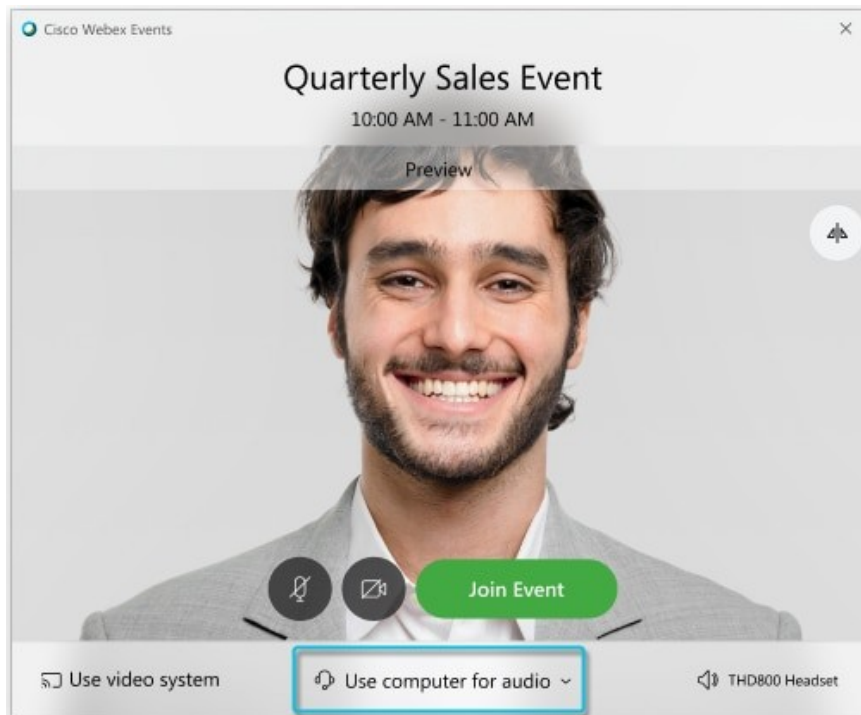 Cisco Webex Events
Quarterly Sales Event
10:00 AM - 11:00 AM
Preview
Join Event
Use video system
Use computer for audio
THD800 Headset